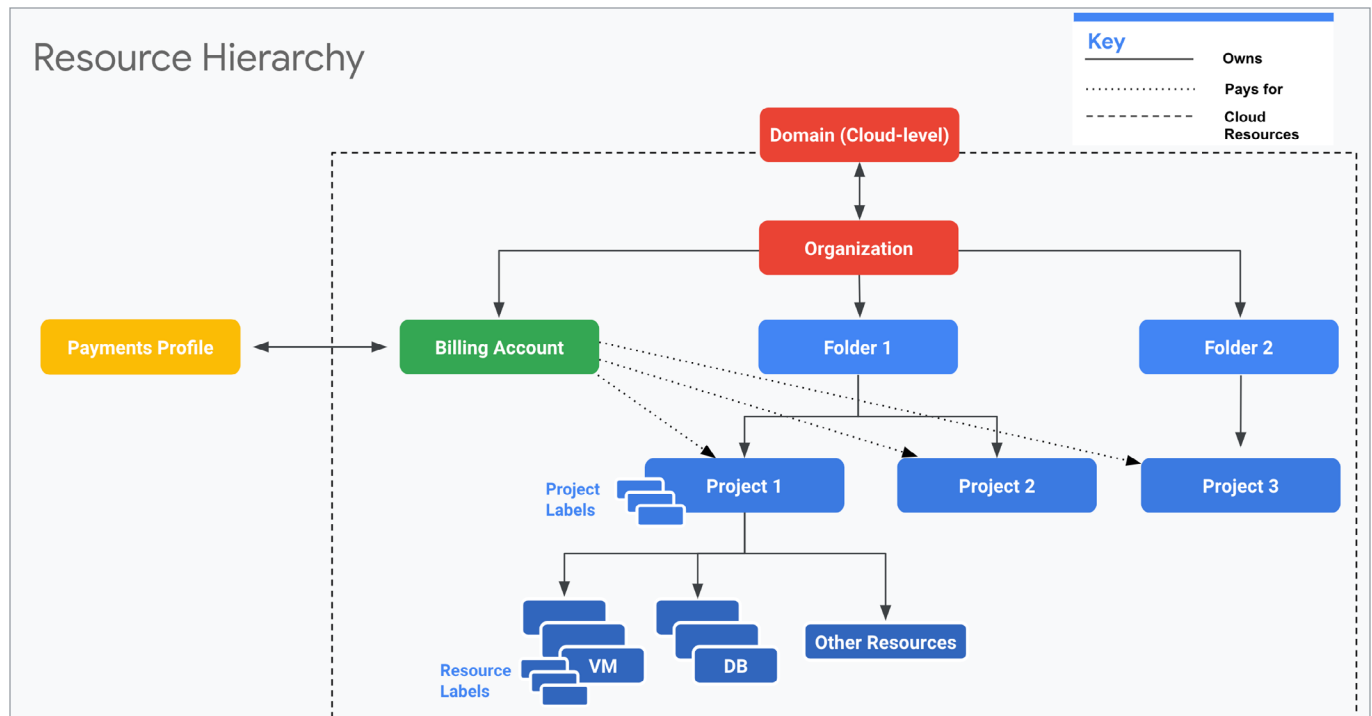 Resource Hierarchy
Key
Owns
Pays for
Cloud
Resources
Domain (Cloud-level)
Organization
Payments Profile
Billing Account
Folder 1
Folder 2
Project
Labels
Project 1
Project 2
Project 3
VM
DB
Other Resources
Resource
Labels